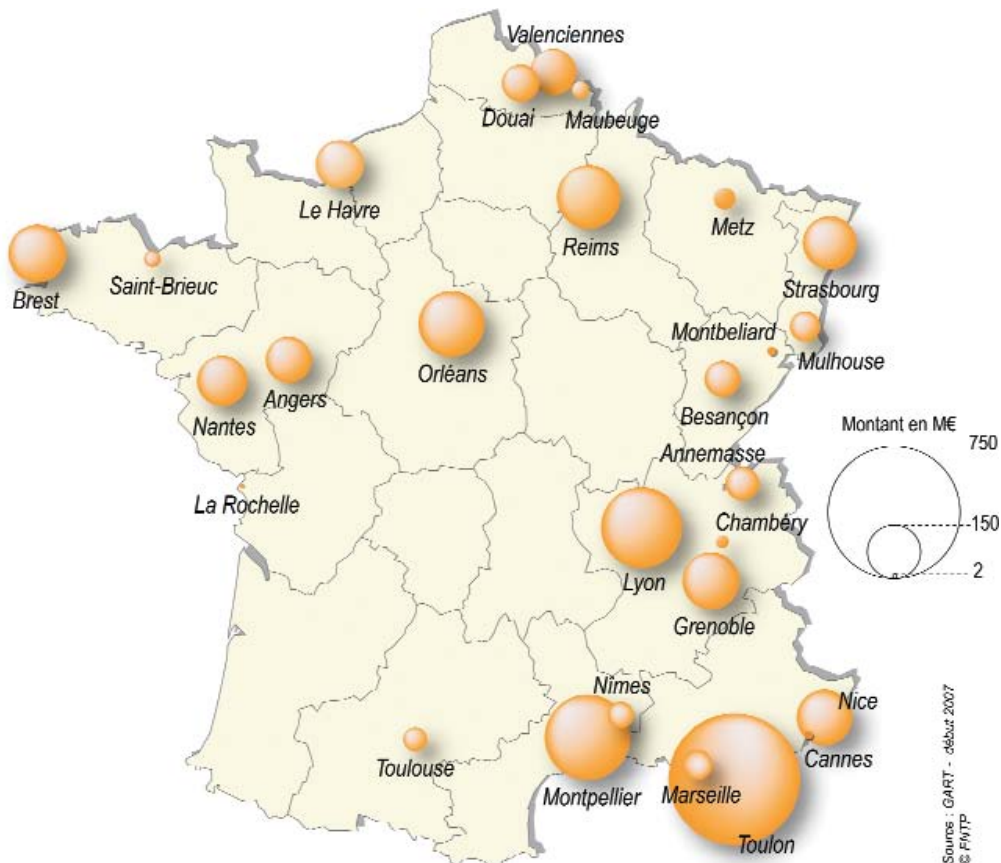 Valenciennes
Douai
Maubeuge
Le Havre
Reims
Metz
Strasbourg
Brest
Saint-Brieuc
Montbeliard
Mulhouse
Orléans
Angers
Nantes
Besançon
Annemasse
Montant en M€
750
150
2
La Rochelle
Chambéry
Lyon
Grenoble
Nîmes
Nice
Cannes
Toulouse
Montpellier
Marseille
Toulon
Source : GART - début 2007
© FNTP